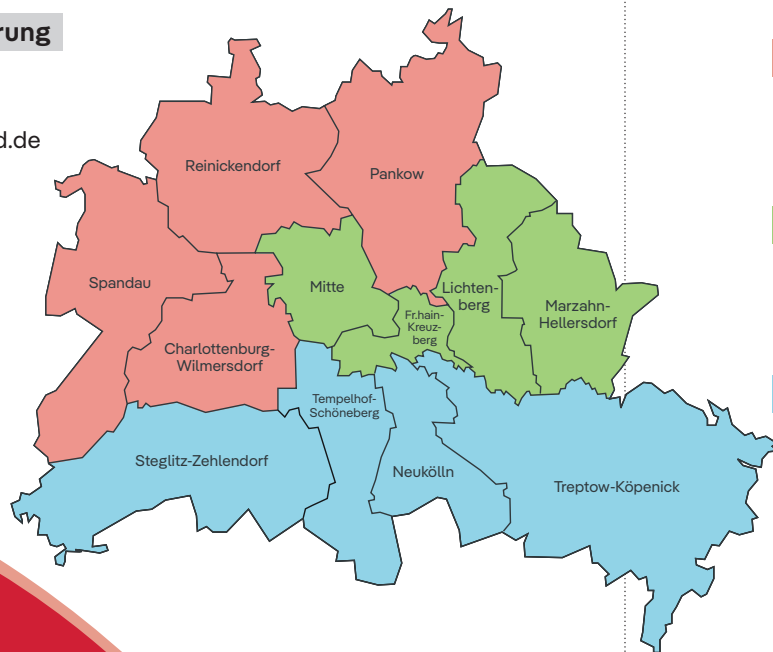 rung
d.de
Reinickendorf
Pankow
Spandau
Mitte
Lichten-
berg
Marzahn-
Hellersdorf
Fr.hain-
Kreuz-
berg
Charlottenburg-
Wilmersdorf
Tempelhof-
Schöneberg
Steglitz-Zehlendorf
Neukölln
Treptow-Köpenick